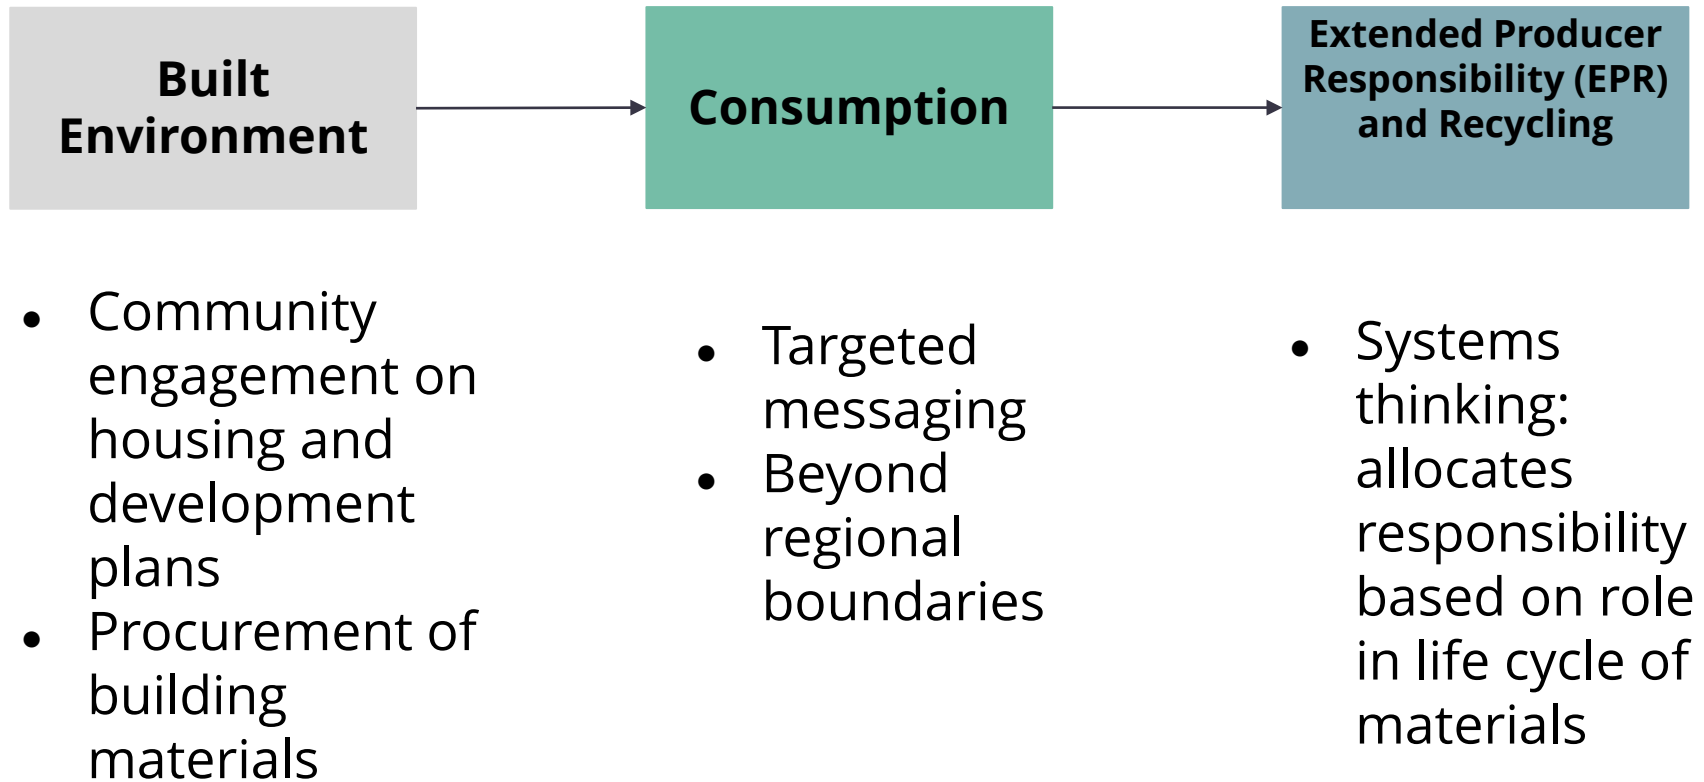 Built
Environment
Consumption
Extended Producer
Responsibility (EPR)
and Recycling
● Community
engagement on
housing and
development
plans
● Procurement of
building
materials
● Targeted
messaging
● Beyond
regional
boundaries
● Systems
thinking:
allocates
responsibility
based on role
in life cycle of
materials